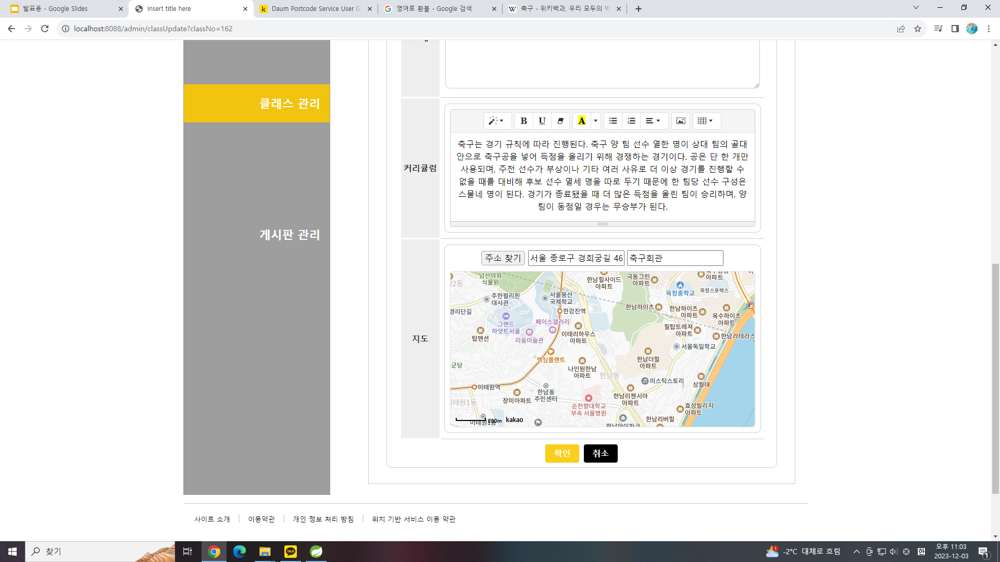 발표용 - Google Slides
Insert title here
Daum Postcode Service User G
영여로 환불 - Google 검색
축구 - 위키백과, 우리 모두의 백
localhost:8088/admin/classUpdate?classNo=162
클래스 관리
게시판 관리
B U A
커리큘럼
축구는 경기 규칙에 따라 진행된다. 축구 양 팀 선수 열한 명이 상대 팀의 골대
안으로 축구공을 넣어 득점을 올리기 위해 경쟁하는 경기이다. 공은 단 한 개만
사용되며, 주전 선수가 부상이나 기타 여러 사유로 더 이상 경기를 진행할 수
없을 때를 대비해 후보 선수 열세 명을 따로 두기 때문에 한 팀당 선수 구성은
스물네 명이 된다. 경기가 종료됐을 때 더 많은 득점을 올린 팀이 승리하며, 양
팀이 동점일 경우는 무승부가 된다.
지도
주소 찾기 서울 종로구 경희궁길 46 축구회관
남산야외
식물원
한남힐사이드
아파트
극동그린
아파트
아파트
옥정중학교
옥정스포렉스
2동
주한필리핀
대사관
서울용산
국제학교
경리단길
한강진역
한남하이츠
한남하이츠
아파트
옥수하이츠
아파트
그랜드
하얏트서울
페이스갤러리
리움미술관
이태리하우스
아파트
힐탑트레져
아파트
한남라테라스
탑맨션
서울독일학교
맥심플랜트
한남더힐
아파트
군당
나인원한남
아파트
한남동
미스틱스토리
상월대
이태원역
한남동
주민센터
장미아파트
한남리첸시아
아파트
태원1동
순천향대학교
부속 서울병원
효성빌리지
아파트
250m kakao
이태원1동
한남리버힐
한남아이파크
확인 취소
사이트 소개 이용약관 개인 정보 처리 방침 위치 기반 서비스 이용 약관
찾기
TALK
1
-2°C 대체로 흐림
한
오후 11:03
2023-12-03
1